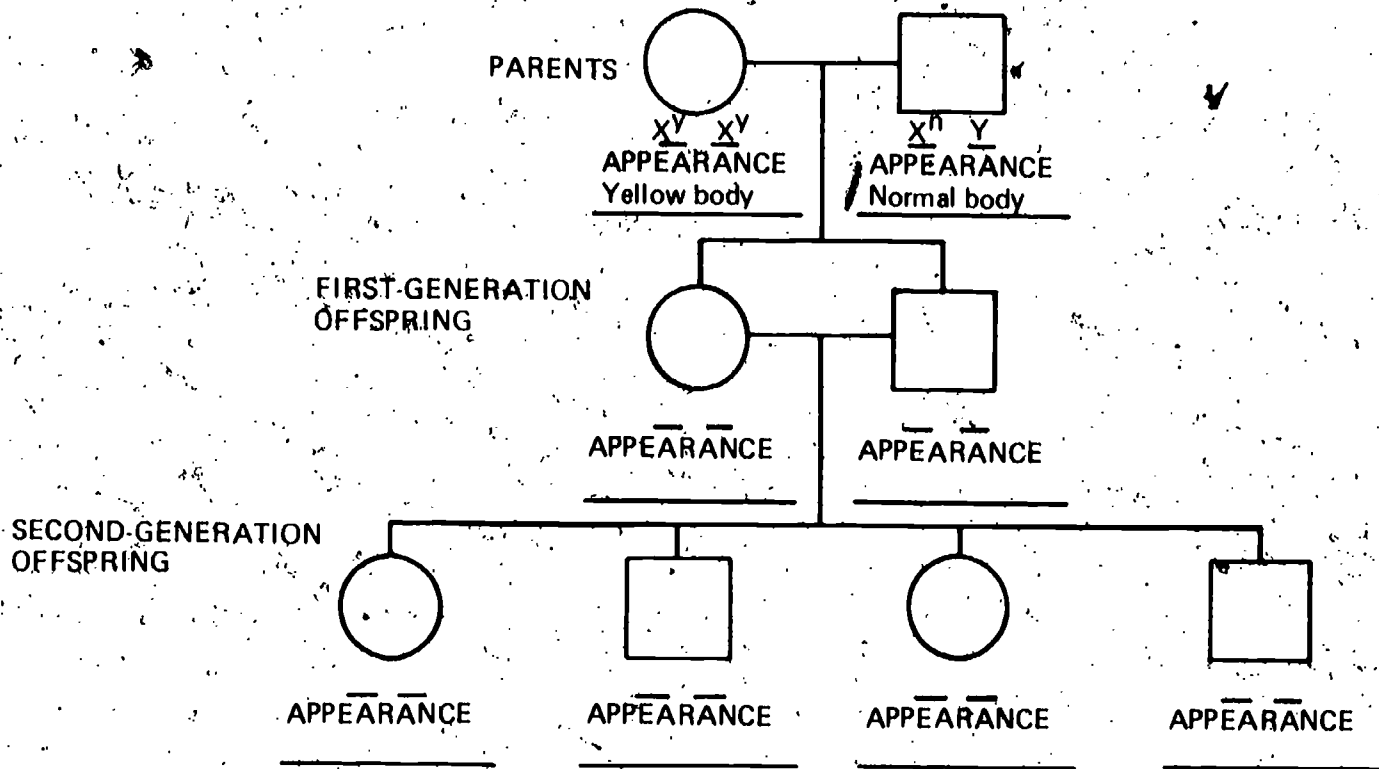 PARENTS
X^y X^y
APPEARANCE
Yellow body
X^n Y
APPEARANCE
Normal body
FIRST-GENERATION
OFFSPRING
APPEARANCE
APPEARANCE
SECOND-GENERATION
OFFSPRING
APPEARANCE
APPEARANCE
APPEARANCE
APPEARANCE